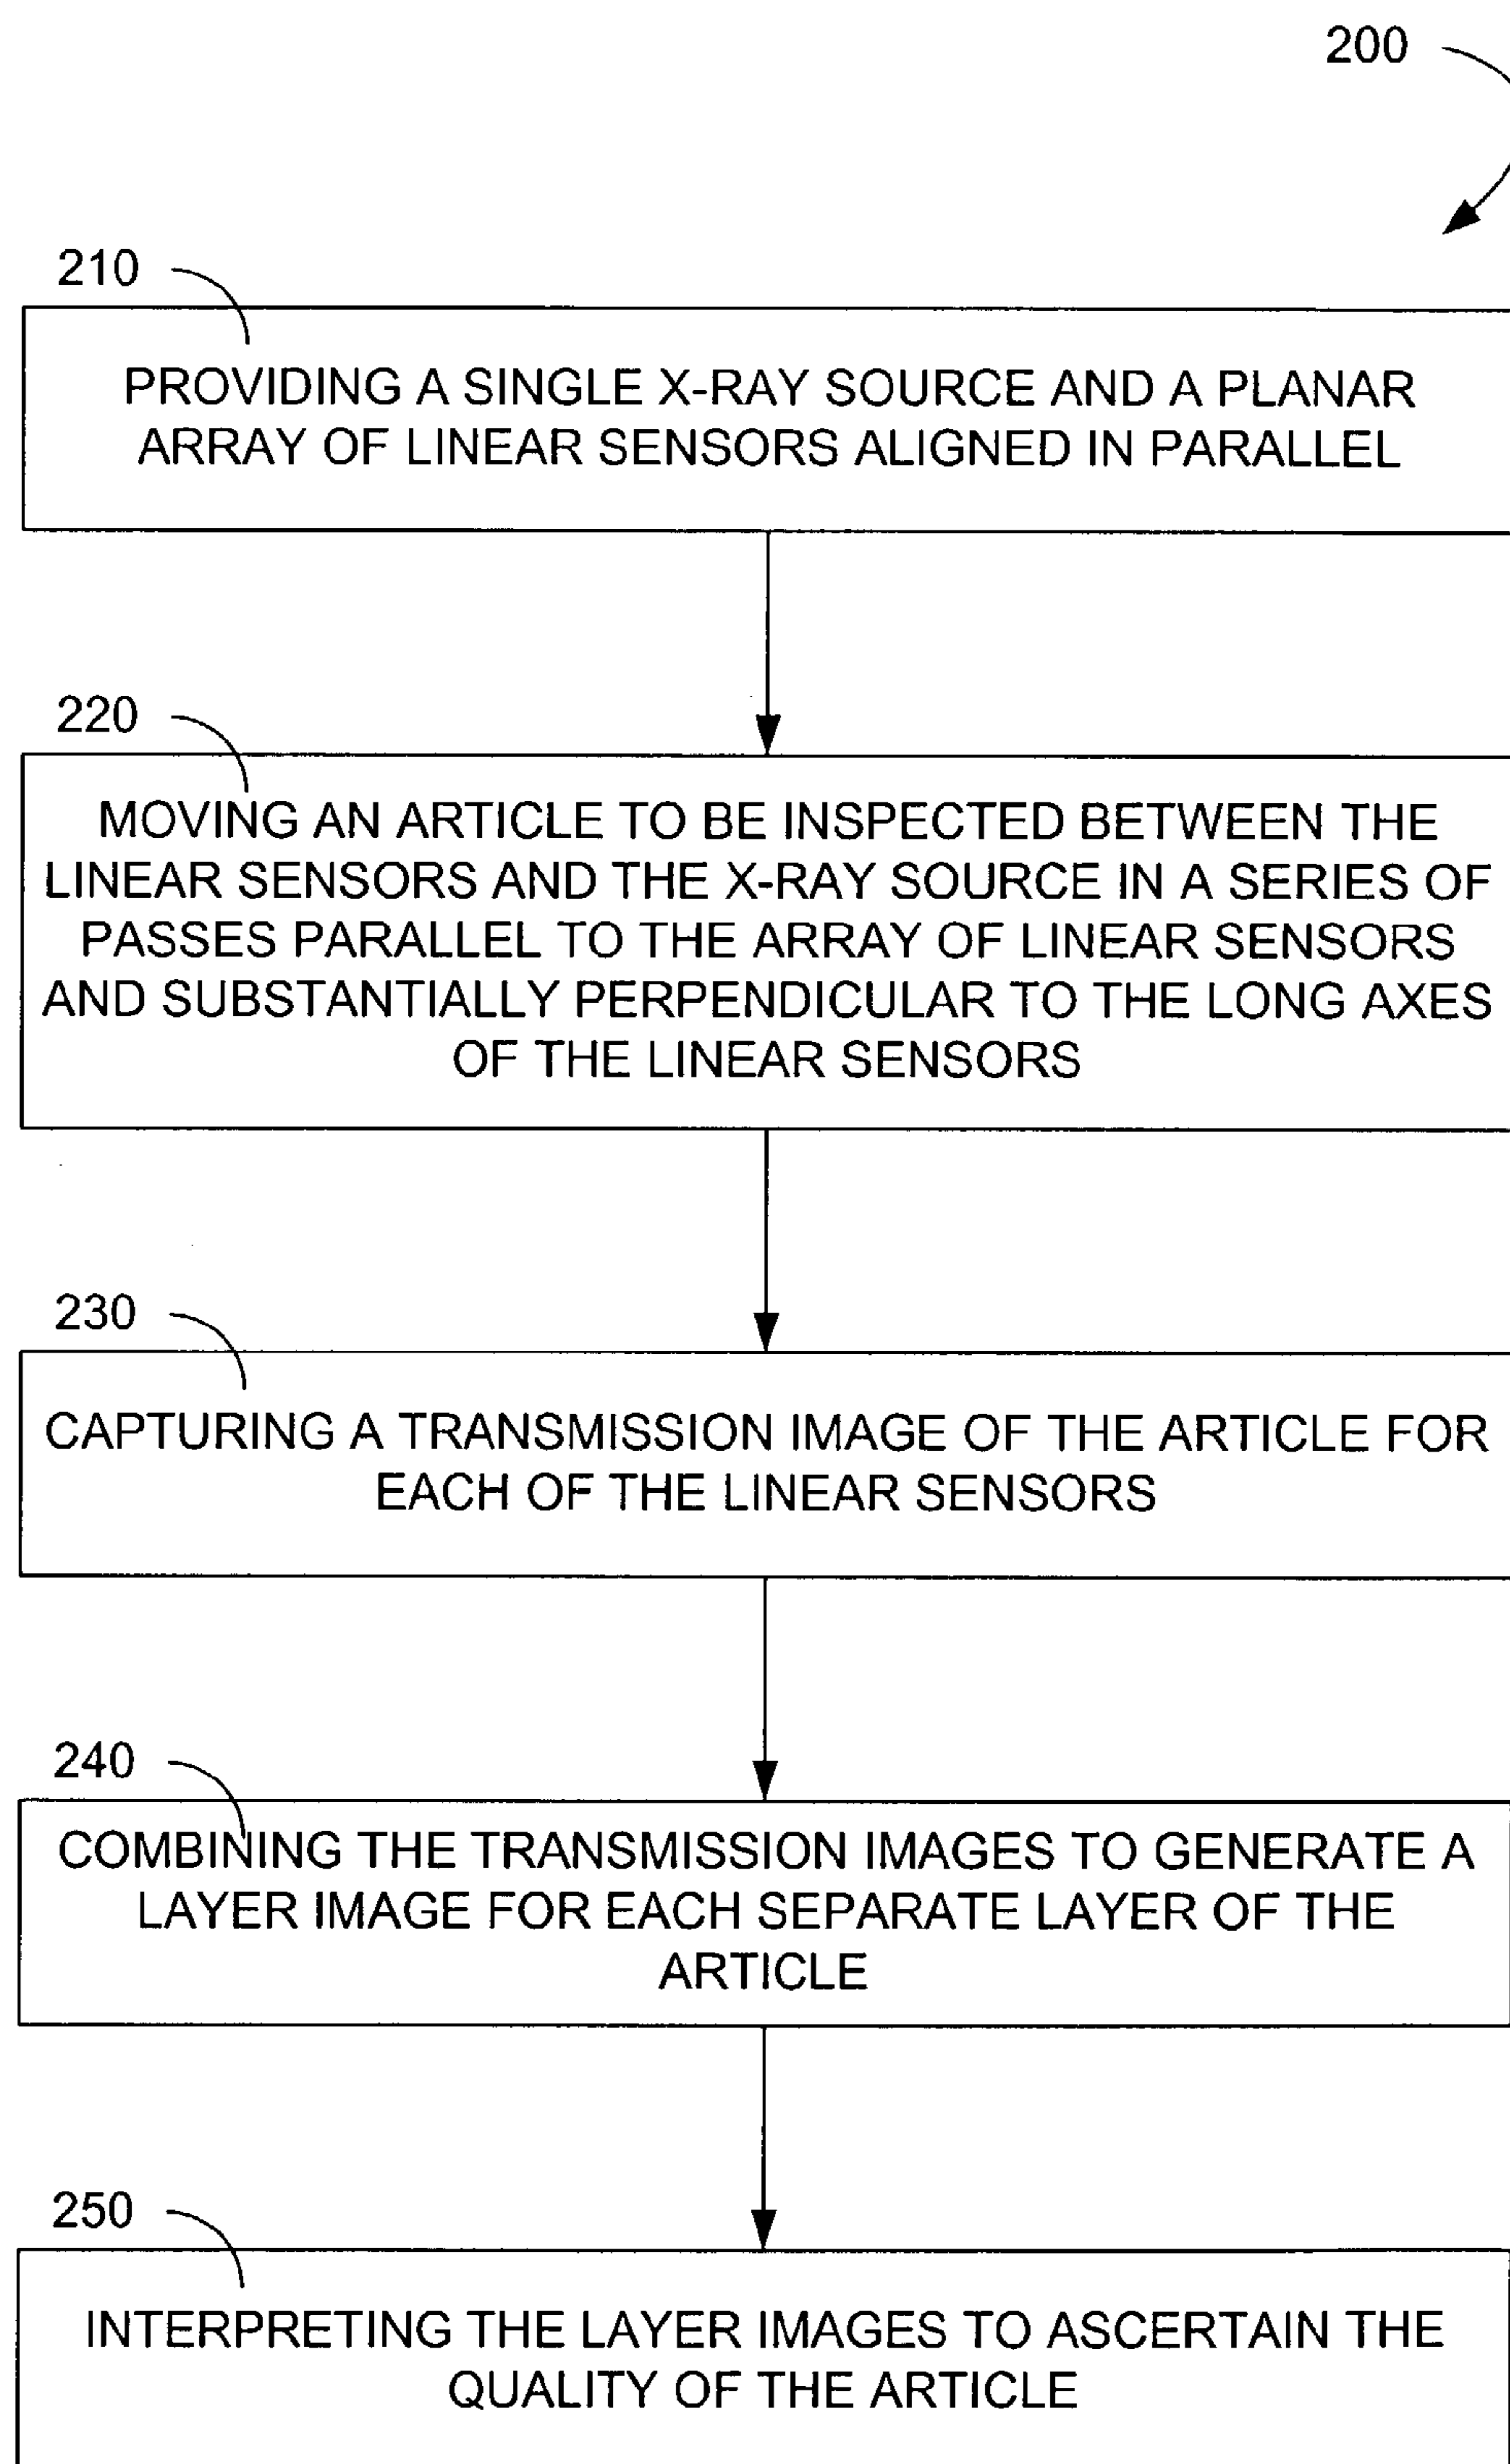 200
210
PROVIDING A SINGLE X-RAY SOURCE AND A PLANAR
ARRAY OF LINEAR SENSORS ALIGNED IN PARALLEL
220
MOVING AN ARTICLE TO BE INSPECTED BETWEEN THE
LINEAR SENSORS AND THE X-RAY SOURCE IN A SERIES OF
PASSES PARALLEL TO THE ARRAY OF LINEAR SENSORS
AND SUBSTANTIALLY PERPENDICULAR TO THE LONG AXES
OF THE LINEAR SENSORS
230
CAPTURING A TRANSMISSION IMAGE OF THE ARTICLE FOR
EACH OF THE LINEAR SENSORS
240
COMBINING THE TRANSMISSION IMAGES TO GENERATE A
LAYER IMAGE FOR EACH SEPARATE LAYER OF THE
ARTICLE
250
INTERPRETING THE LAYER IMAGES TO ASCERTAIN THE
QUALITY OF THE ARTICLE